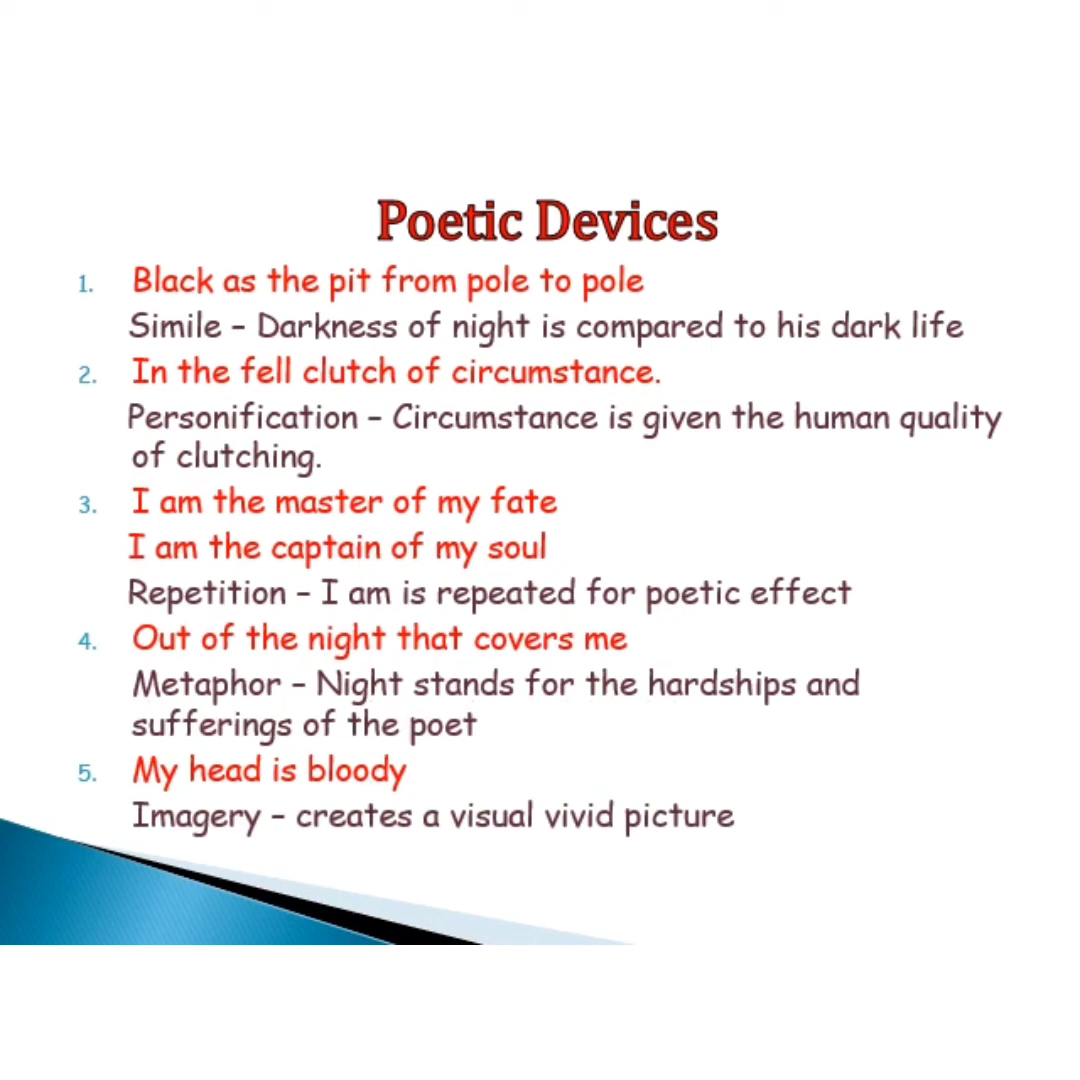 Poetic Devices
1. Black as the pit from pole to pole
Simile – Darkness of night is compared to his dark life
2. In the fell clutch of circumstance.
Personification – Circumstance is given the human quality
of clutching.
3. I am the master of my fate
I am the captain of my soul
Repetition – I am is repeated for poetic effect
4. Out of the night that covers me
Metaphor – Night stands for the hardships and
sufferings of the poet
5. My head is bloody
Imagery – creates a visual vivid picture